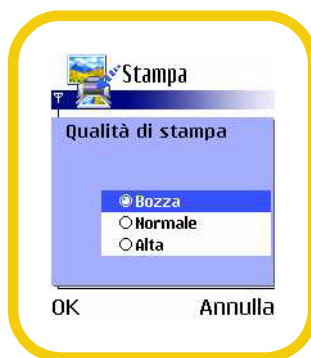 Stampa
Qualità di stampa
Bozza
Normale
Alta
OK Annulla